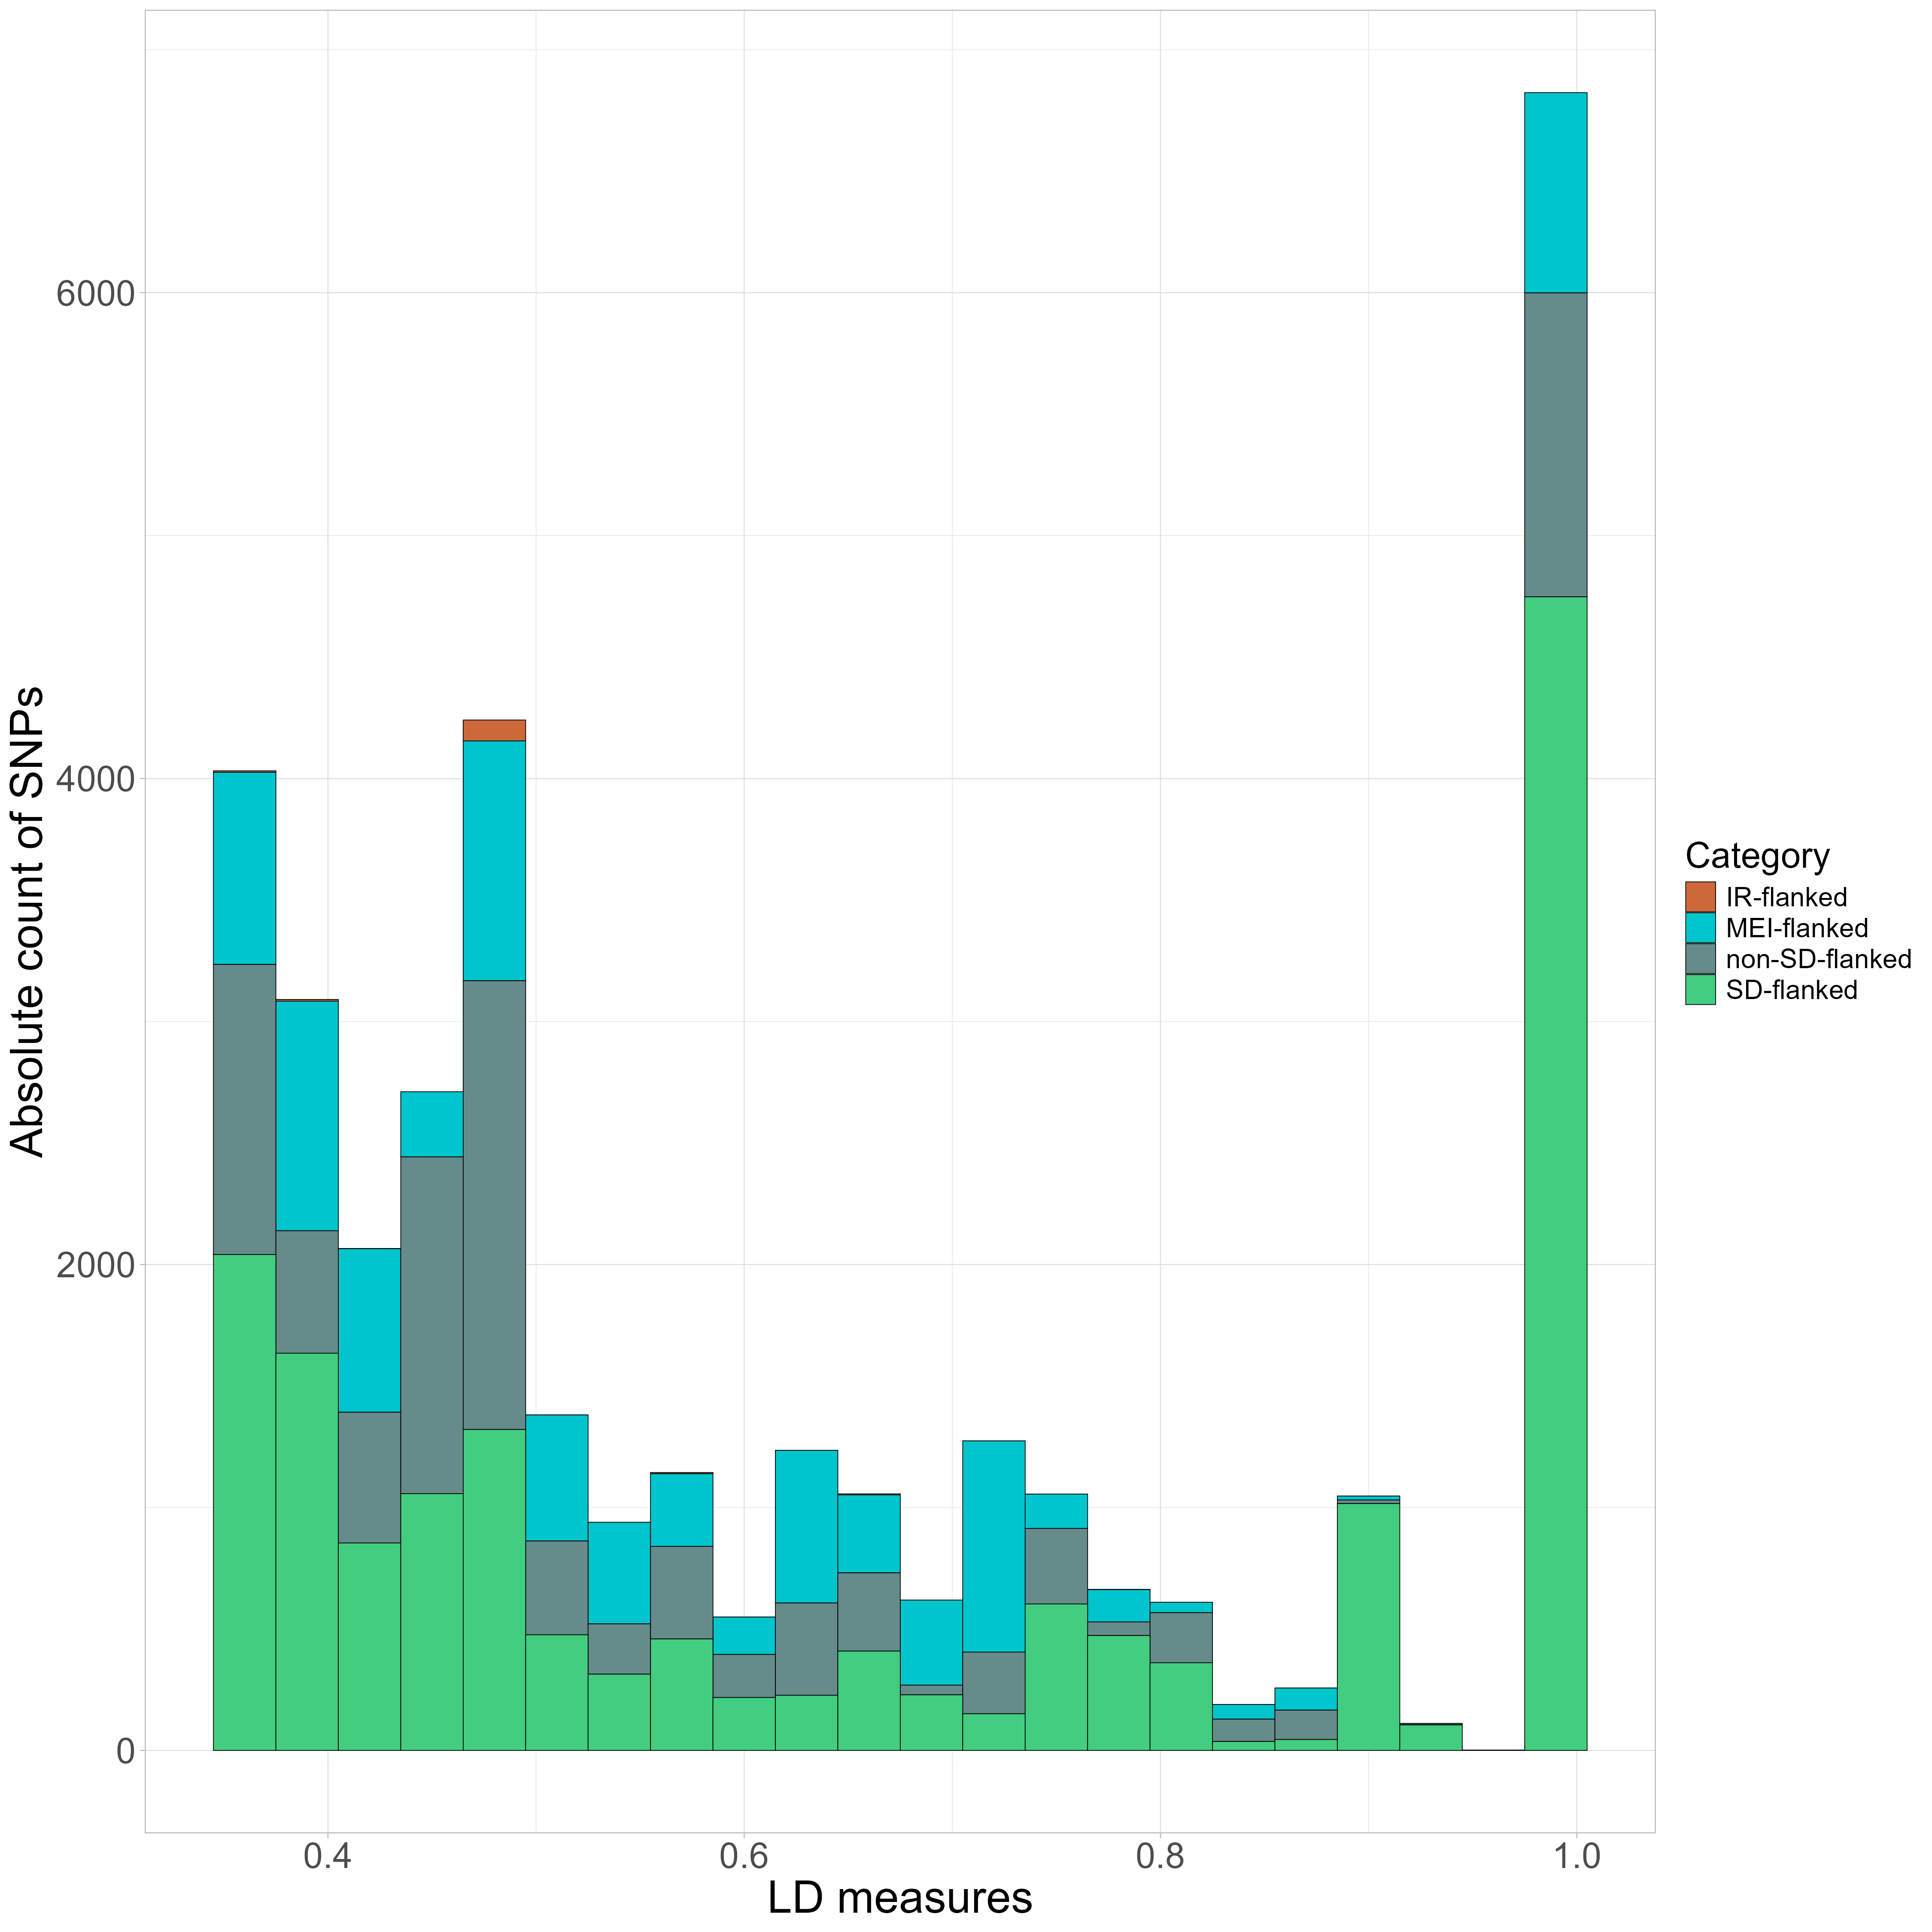 Absolute count of SNPs
6000
4000
2000
0
0.4
0.6
0.8
1.0
LD measures
Category
IR-flanked
MEI-flanked
non-SD-flanked
SD-flanked